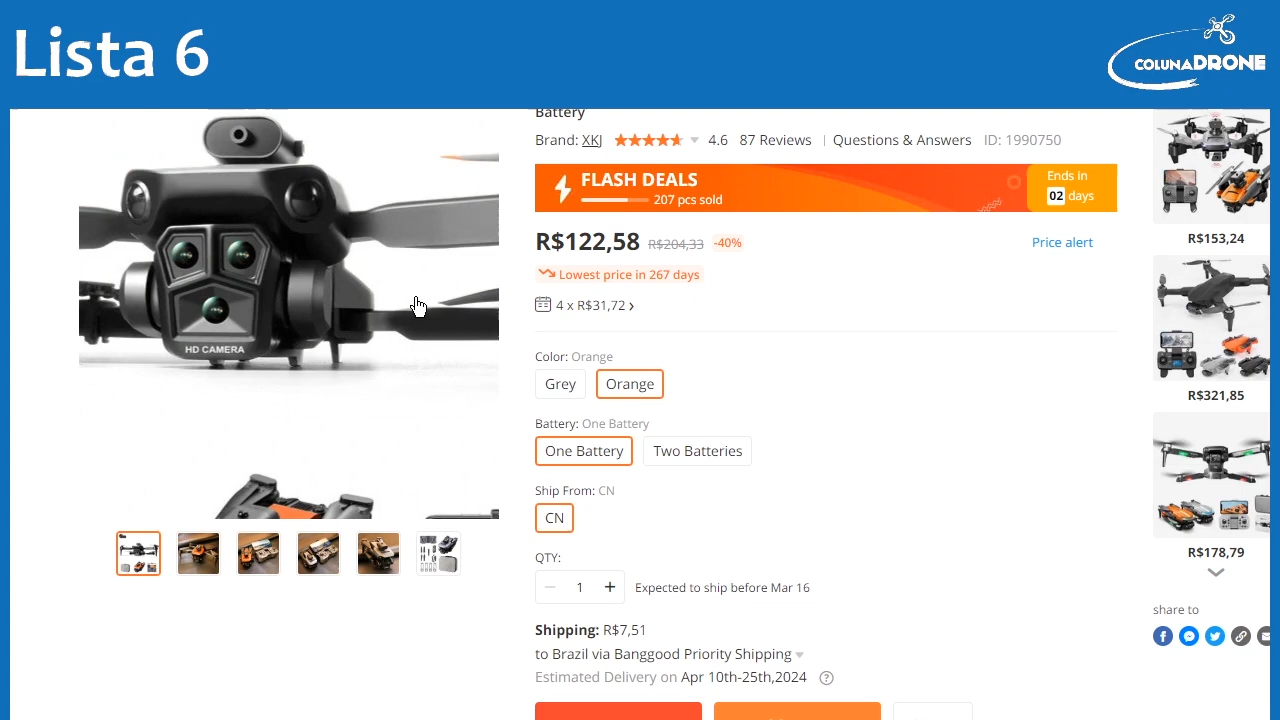 Lista 6
COLUNADRONE
Battery
Brand: XKJ 4.6 87 Reviews | Questions & Answers ID: 1990750
FLASH DEALS
207 pcs sold
Ends in
02 days
R$122,58 R$204,33 -40%
Price alert
Lowest price in 267 days
4 x R$31,72 ›
Color: Orange
Grey Orange
Battery: One Battery
One Battery Two Batteries
Ship From: CN
CN
QTY:
− 1 + Expected to ship before Mar 16
Shipping: R$7,51
to Brazil via Banggood Priority Shipping
Estimated Delivery on Apr 10th-25th,2024 ?
HD CAMERA
R$153,24
R$321,85
R$178,79
share to